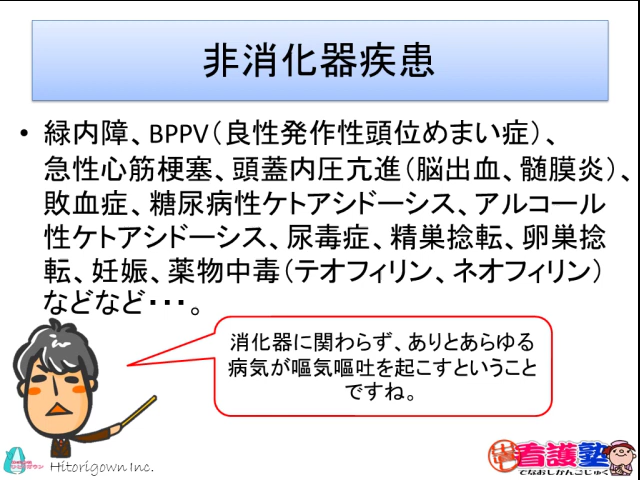 非消化器疾患
• 緑内障、BPPV（良性発作性頭位めまい症）、
急性心筋梗塞、頭蓋内圧亢進（脳出血、髄膜炎）、
敗血症、糖尿病性ケトアシドーシス、アルコール
性ケトアシドーシス、尿毒症、精巣捻転、卵巣捻
転、妊娠、薬物中毒（テオフィリン、ネオフィリン）
などなど・・・。
消化器に関わらず、ありとあらゆる
病気が嘔気嘔吐を起こすということ
ですね。
Hitorigown Inc.
看護塾
でなおしかんごじゅく